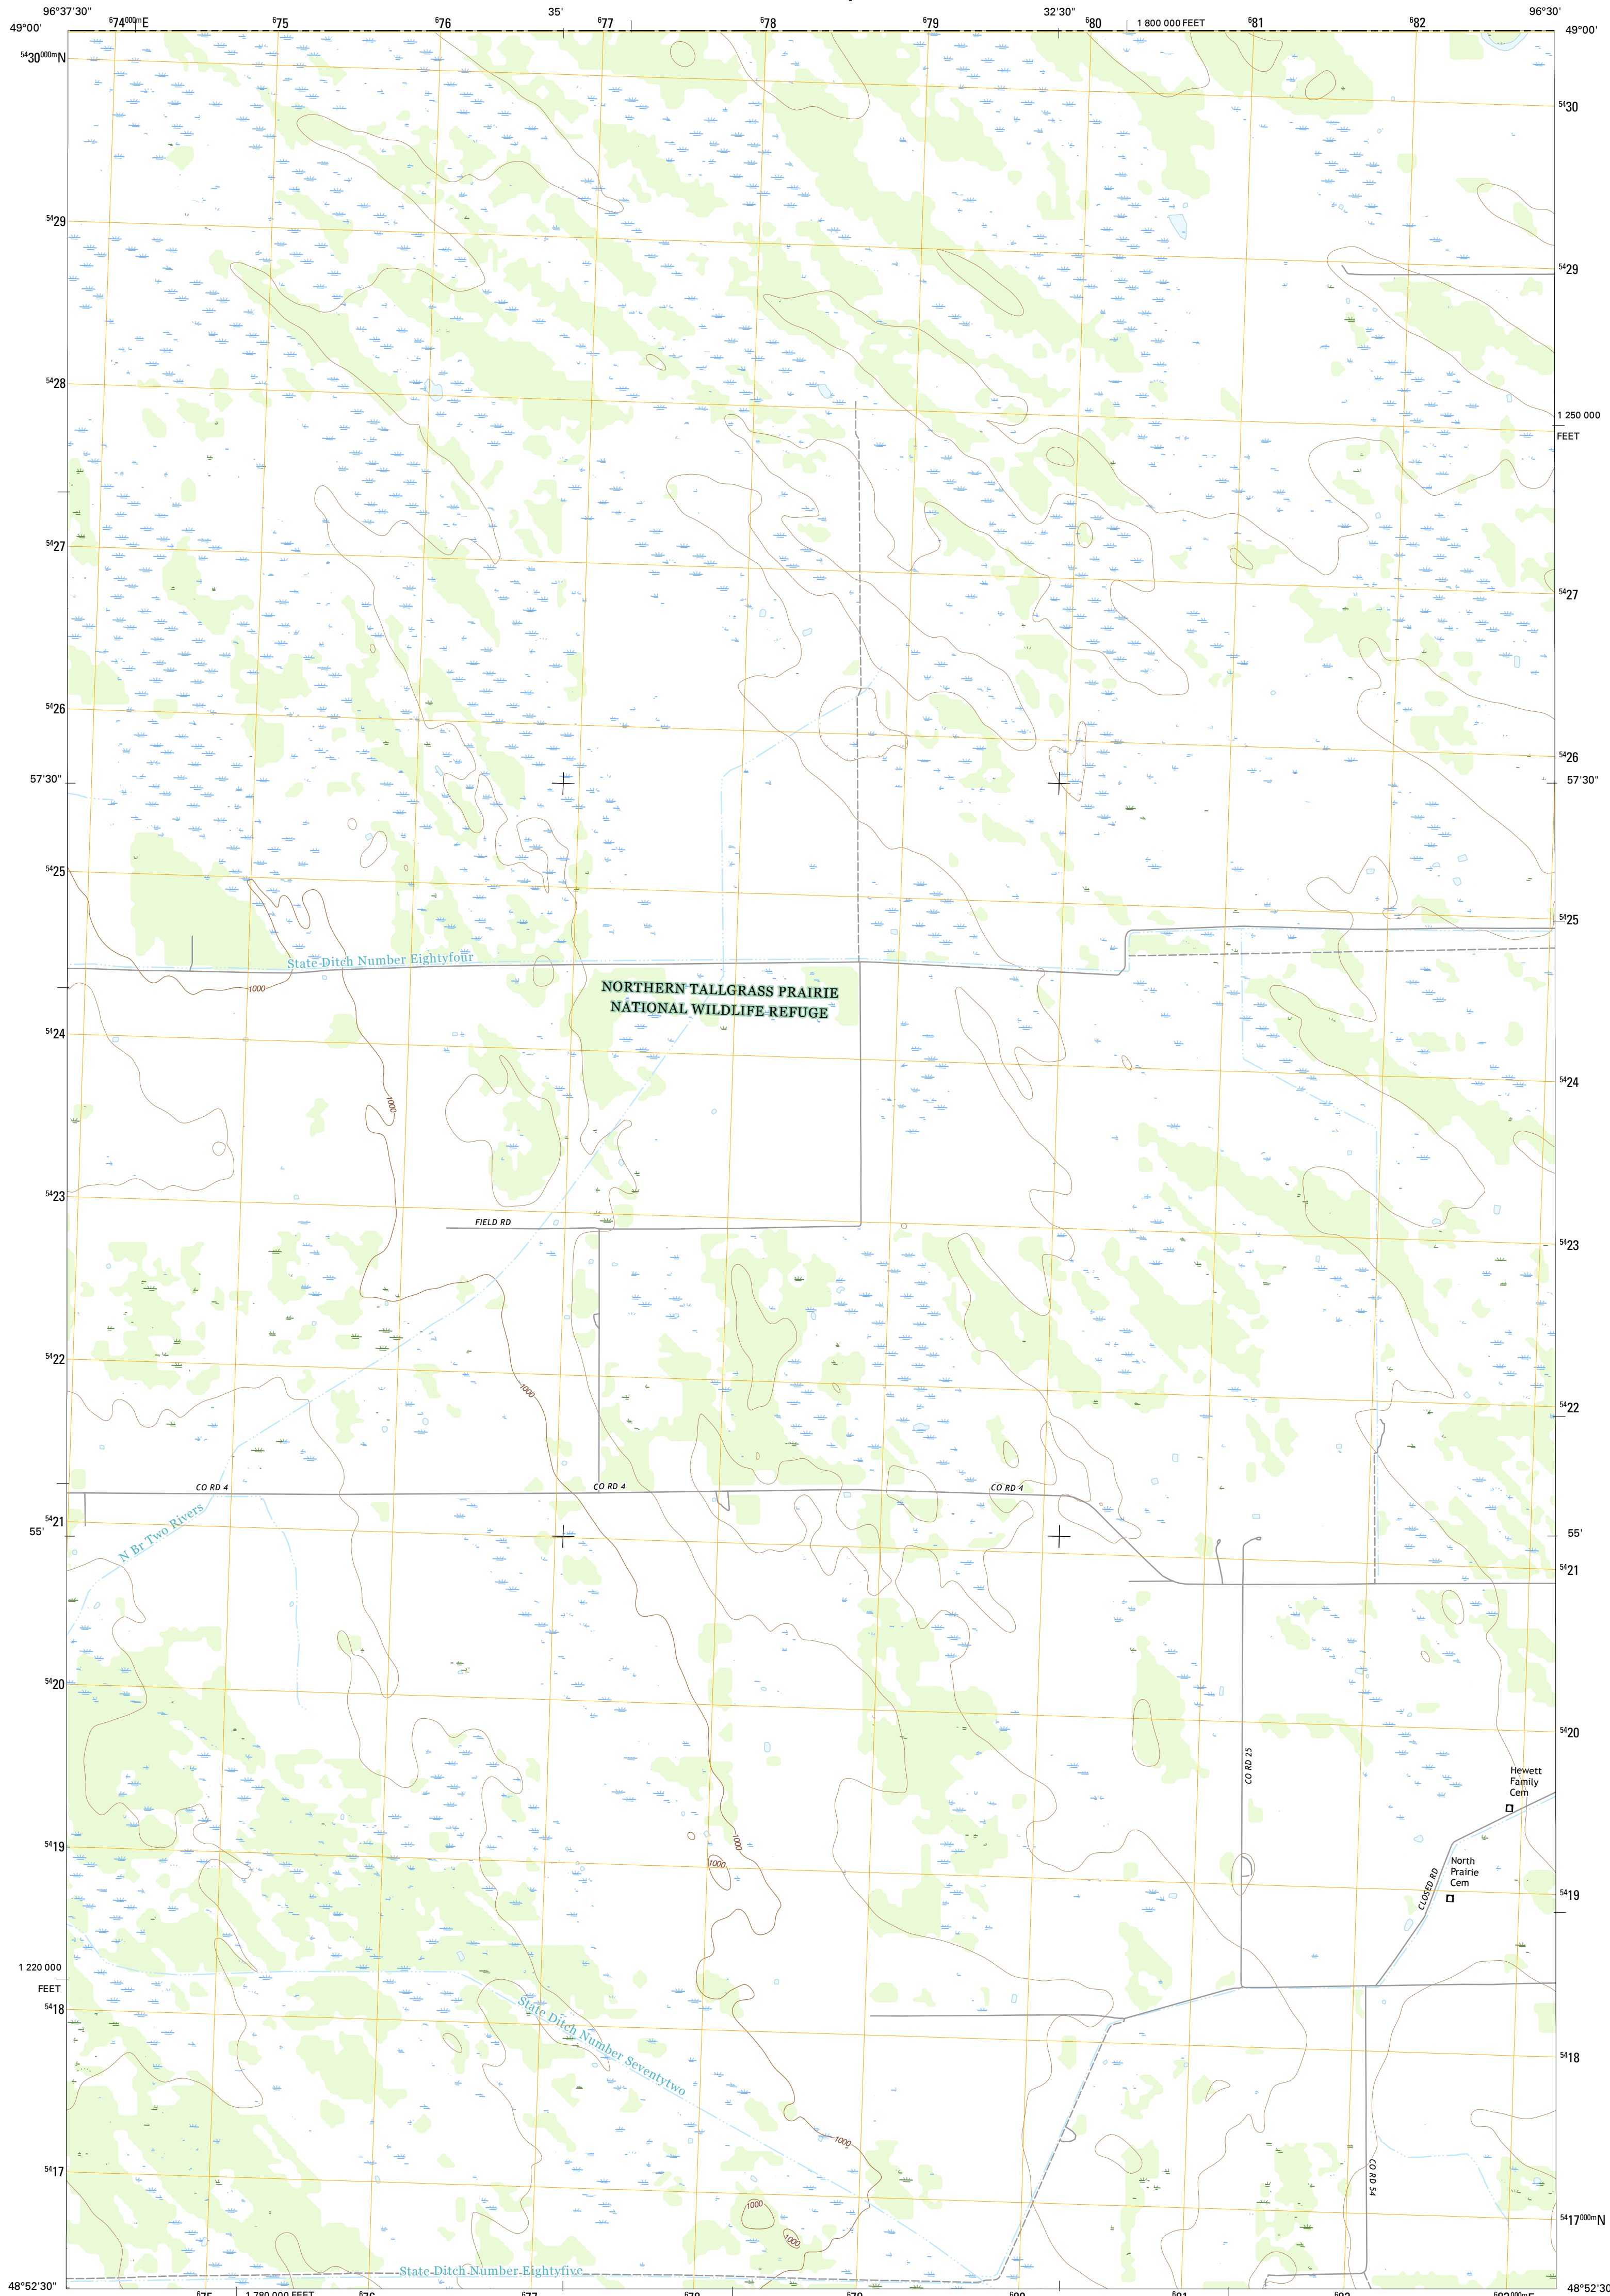 96°37'30" ⁶74⁰⁰⁰ᵐE ⁶75 ⁶76 35' ⁶77 ⁶78 ⁶79 32'30" ⁶80 1 800 000 FEET ⁶81 ⁶82 96°30'
49°00' 49°00'
⁵⁴30⁰⁰⁰ᵐN
⁵⁴30
⁵⁴29
⁵⁴29
⁵⁴28
1 250 000
FEET
⁵⁴27
⁵⁴27
⁵⁴26
⁵⁴26
57'30" 57'30"
⁵⁴25
⁵⁴25
State Ditch Number Eightyfour
1000
NORTHERN TALLGRASS PRAIRIE
NATIONAL WILDLIFE REFUGE
⁵⁴24
⁵⁴24
1000
⁵⁴23
FIELD RD
⁵⁴23
⁵⁴22
1000
⁵⁴22
CO RD 4 CO RD 4 CO RD 4
⁵⁴21
N Br Two Rivers
55' 55'
⁵⁴21
⁵⁴20
⁵⁴20
CO RD 25
Hewett
Family
Cem
1000
⁵⁴19
1000
North
Prairie
Cem
CLOSED RD
⁵⁴19
1 220 000
FEET
⁵⁴18
State Ditch Number Seventytwo
⁵⁴18
1000
⁵⁴17
CO RD 54
1000
⁵⁴17⁰⁰⁰ᵐN
1000
State Ditch Number Eightyfive
48°52'30" 48°52'30
1 780 000 FEET